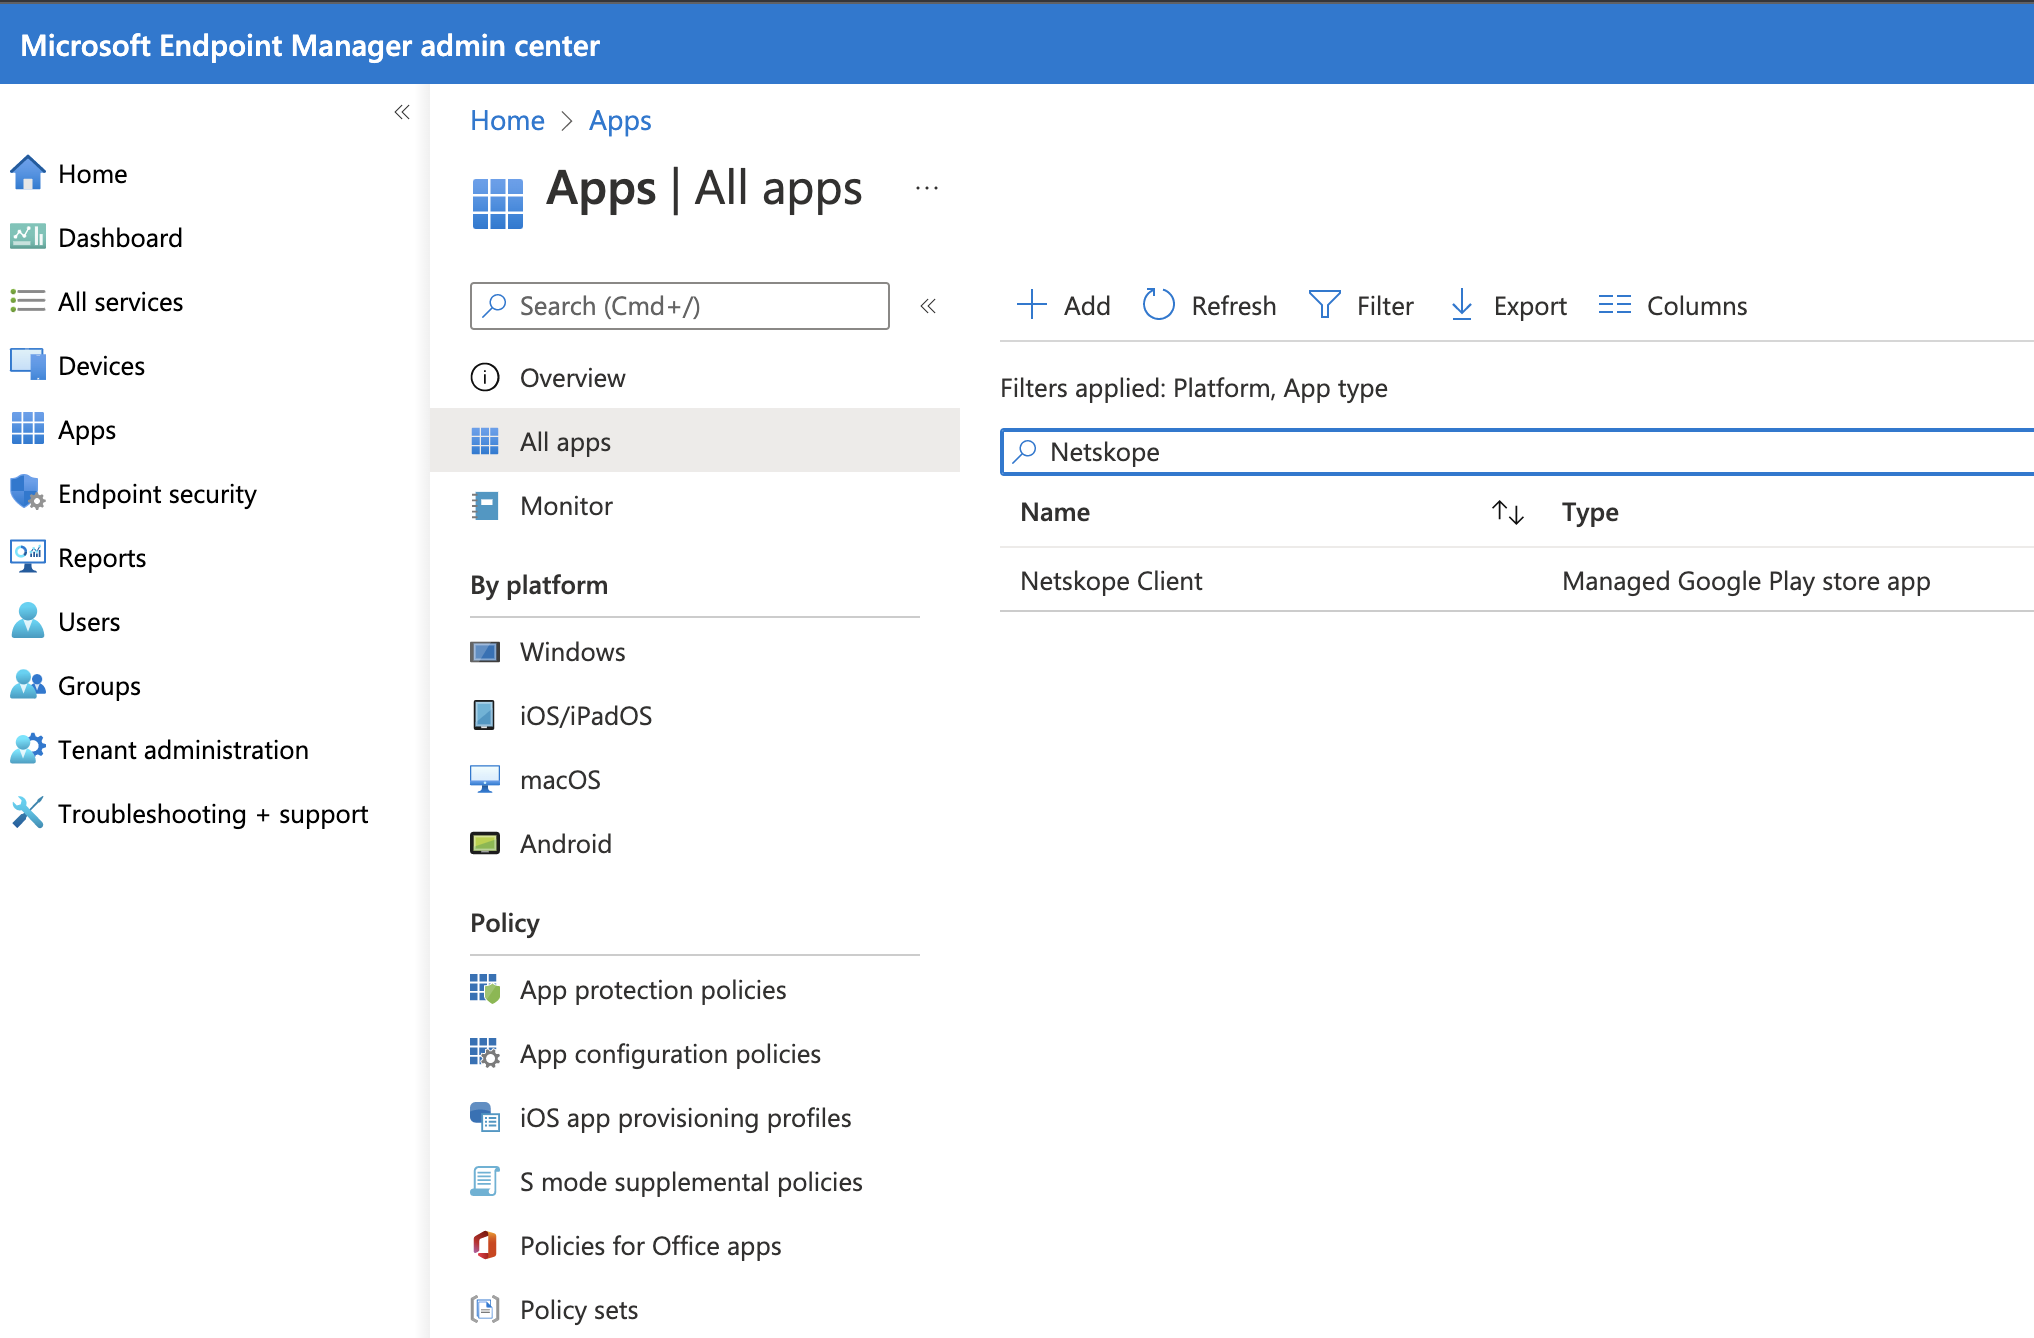 Microsoft Endpoint Manager admin center
Home
Dashboard
All services
Devices
Apps
Endpoint security
Reports
Users
Groups
Tenant administration
Troubleshooting + support
Home > Apps
Apps | All apps ...
Search (Cmd+/)
Overview
All apps
Monitor
By platform
Windows
iOS/iPadOS
macOS
Android
Policy
App protection policies
App configuration policies
iOS app provisioning profiles
S mode supplemental policies
Policies for Office apps
Policy sets
Add Refresh Filter Export Columns
Filters applied: Platform, App type
Netskope
Name Type
Netskope Client Managed Google Play store app